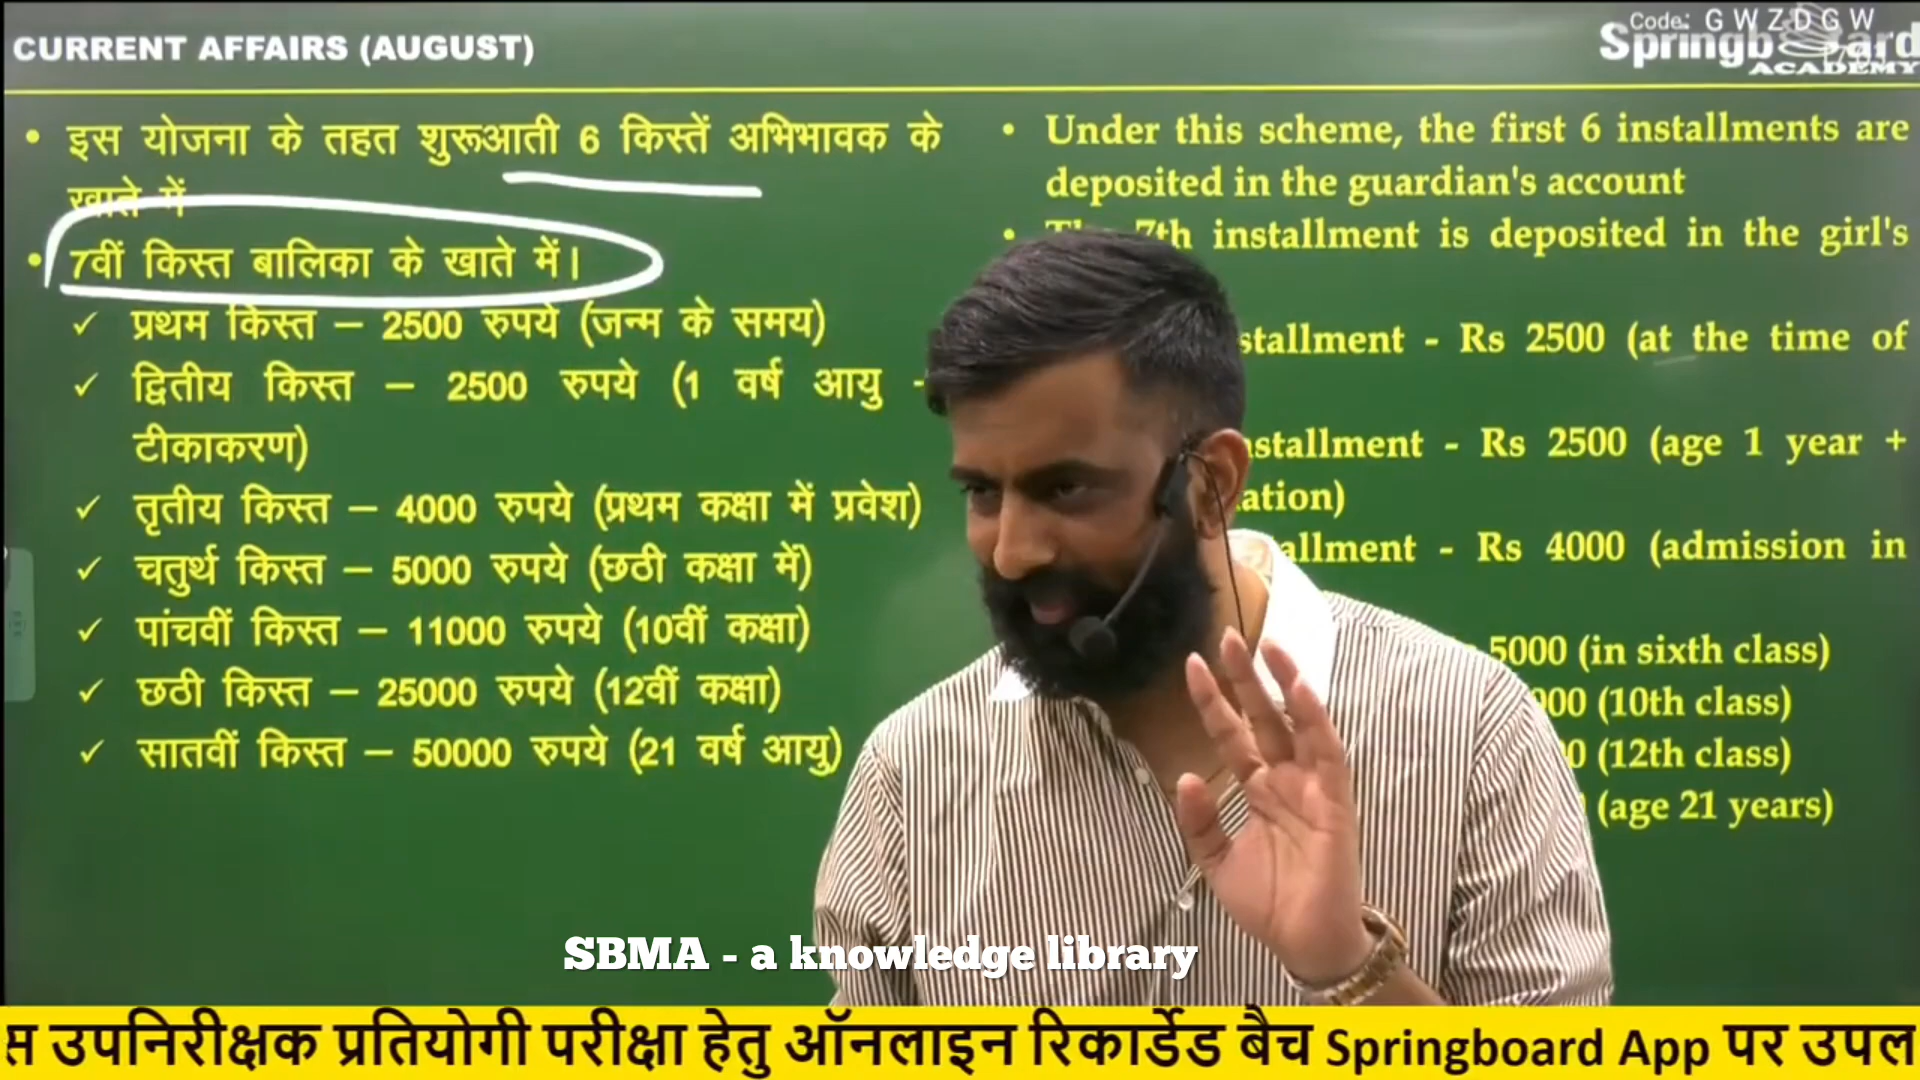 Code: G W Z D G W
CURRENT AFFAIRS (AUGUST)
Springboard
ACADEMY
• इस योजना के तहत शुरूआती 6 किस्तें अभिभावक के
खाते में
• 7वीं किस्त बालिका के खाते में।
✓ प्रथम किस्त – 2500 रुपये (जन्म के समय)
✓ द्वितीय किस्त – 2500 रुपये (1 वर्ष आयु -
टीकाकरण)
✓ तृतीय किस्त – 4000 रुपये (प्रथम कक्षा में प्रवेश)
✓ चतुर्थ किस्त – 5000 रुपये (छठी कक्षा में)
✓ पांचवीं किस्त – 11000 रुपये (10वीं कक्षा)
✓ छठी किस्त – 25000 रुपये (12वीं कक्षा)
✓ सातवीं किस्त – 50000 रुपये (21 वर्ष आयु)
• Under this scheme, the first 6 installments are
deposited in the guardian's account
• 7th installment is deposited in the girl's
stallment - Rs 2500 (at the time of
stallment - Rs 2500 (age 1 year +
ation)
allment - Rs 4000 (admission in
5000 (in sixth class)
00 (10th class)
0 (12th class)
(age 21 years)
SBMA - a knowledge library
उपनिरीक्षक प्रतियोगी परीक्षा हेतु ऑनलाइन रिकार्डेड बैच Springboard App पर उपल